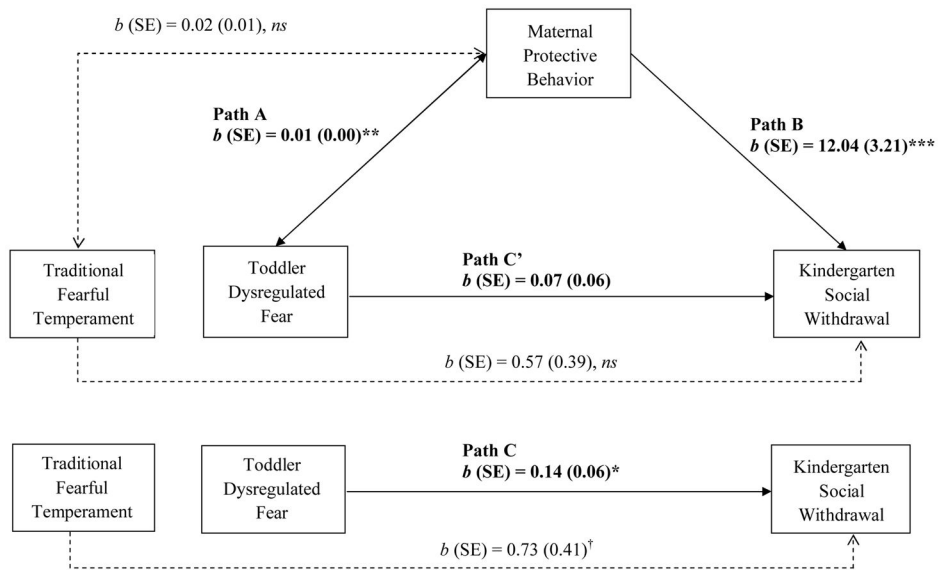 b (SE) = 0.02 (0.01), ns
Maternal
Protective
Behavior
Path A
b (SE) = 0.01 (0.00)**
Path B
b (SE) = 12.04 (3.21)***
Traditional
Fearful
Temperament
Toddler
Dysregulated
Fear
Path C’
b (SE) = 0.07 (0.06)
Kindergarten
Social
Withdrawal
b (SE) = 0.57 (0.39), ns
Traditional
Fearful
Temperament
Toddler
Dysregulated
Fear
Path C
b (SE) = 0.14 (0.06)*
Kindergarten
Social
Withdrawal
b (SE) = 0.73 (0.41)†